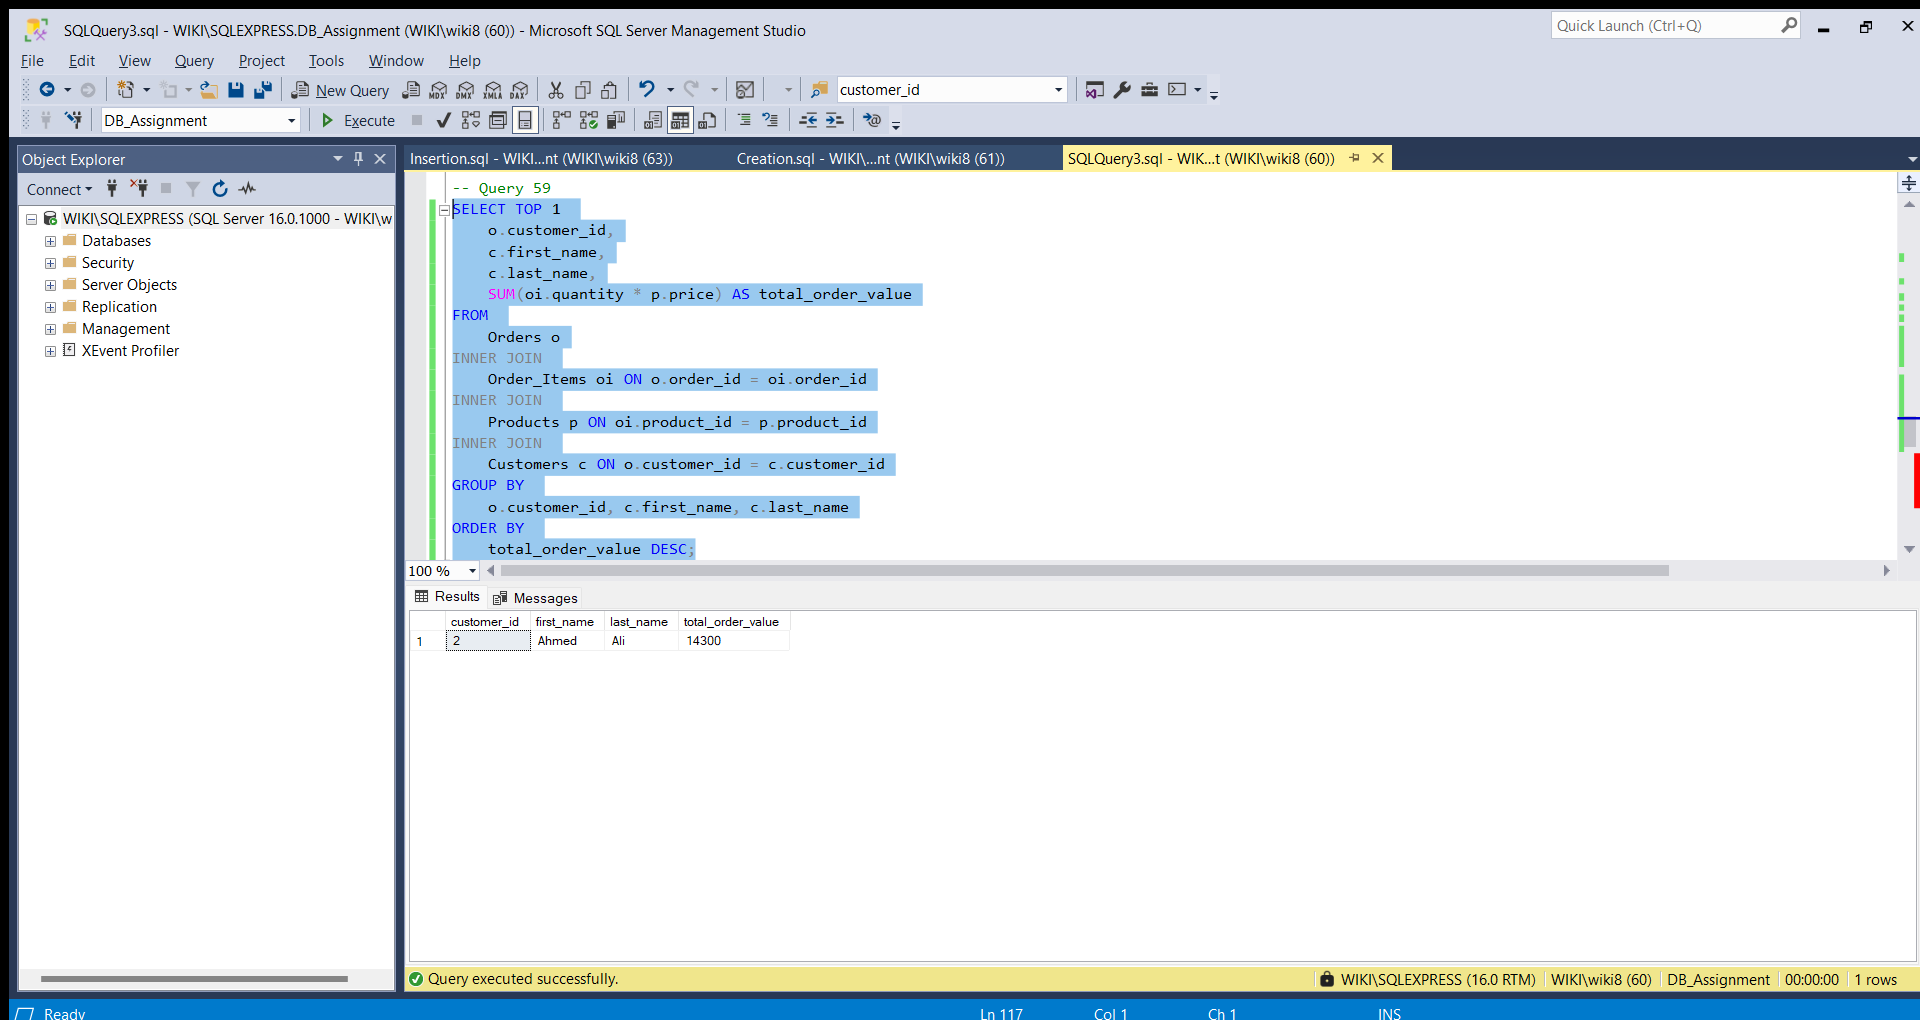 SQLQuery3.sql - WIKI\SQLEXPRESS.DB_Assignment (WIKI\wiki8 (60)) - Microsoft SQL Server Management Studio
Quick Launch (Ctrl+Q)
File Edit View Query Project Tools Window Help
New Query MDX DMX XMLA DAX customer_id
DB_Assignment Execute
Object Explorer
Insertion.sql - WIKI...nt (WIKI\wiki8 (63)) Creation.sql - WIKI\...nt (WIKI\wiki8 (61)) SQLQuery3.sql - WIK...t (WIKI\wiki8 (60))
Connect
WIKI\SQLEXPRESS (SQL Server 16.0.1000 - WIKI\w
Databases
Security
Server Objects
Replication
Management
XEvent Profiler
-- Query 59
SELECT TOP 1
o.customer_id,
c.first_name,
c.last_name,
SUM(oi.quantity * p.price) AS total_order_value
FROM
Orders o
INNER JOIN
Order_Items oi ON o.order_id = oi.order_id
INNER JOIN
Products p ON oi.product_id = p.product_id
INNER JOIN
Customers c ON o.customer_id = c.customer_id
GROUP BY
o.customer_id, c.first_name, c.last_name
ORDER BY
total_order_value DESC;
100 %
Results Messages
customer_id first_name last_name total_order_value
1 2 Ahmed Ali 14300
Query executed successfully. WIKI\SQLEXPRESS (16.0 RTM) WIKI\wiki8 (60) DB_Assignment 00:00:00 1 rows
Ready Ln 117 Col 1 Ch 1 INS